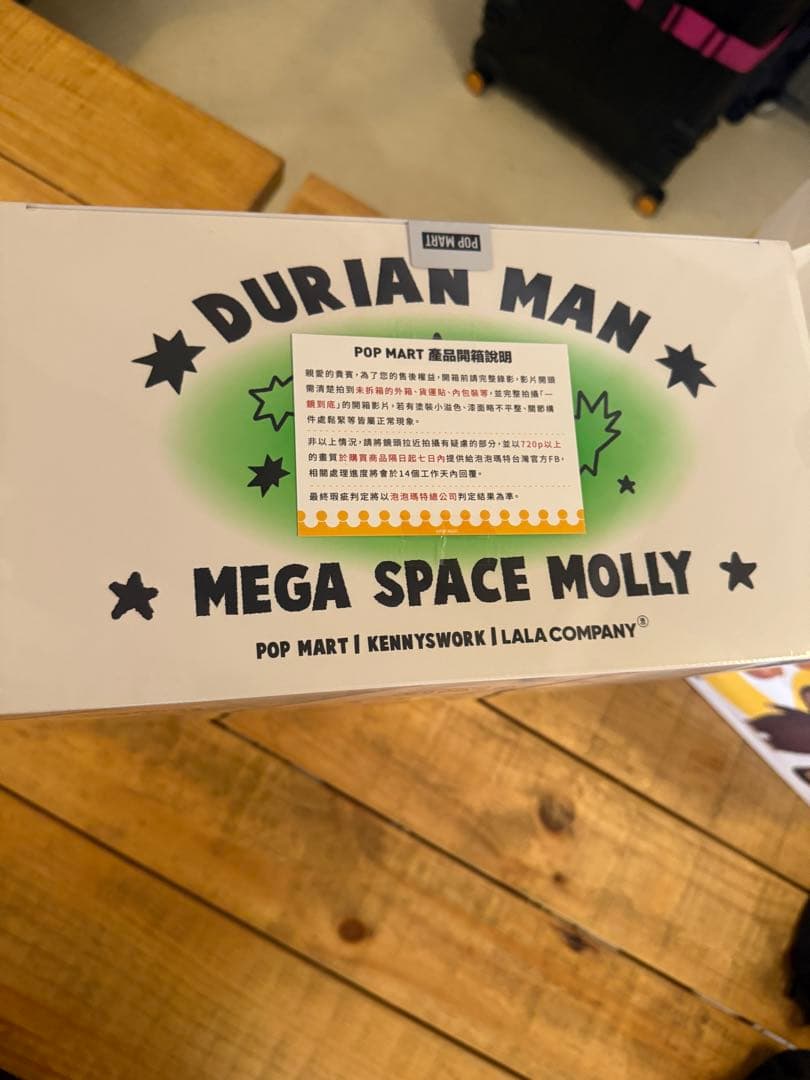 POP MART
DURIAN MAN
POP MART 產品開箱說明
親愛的貴賓,為了您的售後權益,開箱前請完整錄影,影片開頭
需清楚拍到未拆箱的外箱、貨運貼、內包裝等,並完整拍攝「一
鏡到底」的開箱影片,若有塗裝小溢色、漆面略不平整、關節構
件處鬆緊等皆屬正常現象。
非以上情況,請將鏡頭拉近拍攝有疑慮的部分,並以720p以上
的畫質於購買商品隔日起七日內提供給泡泡瑪特台灣官方FB,
相關處理進度將會於14個工作天內回覆。
最終瑕疵判定將以泡泡瑪特總公司判定結果為準。
MEGA SPACE MOLLY
POP MART | KENNYSWORK | LALA COMPANY